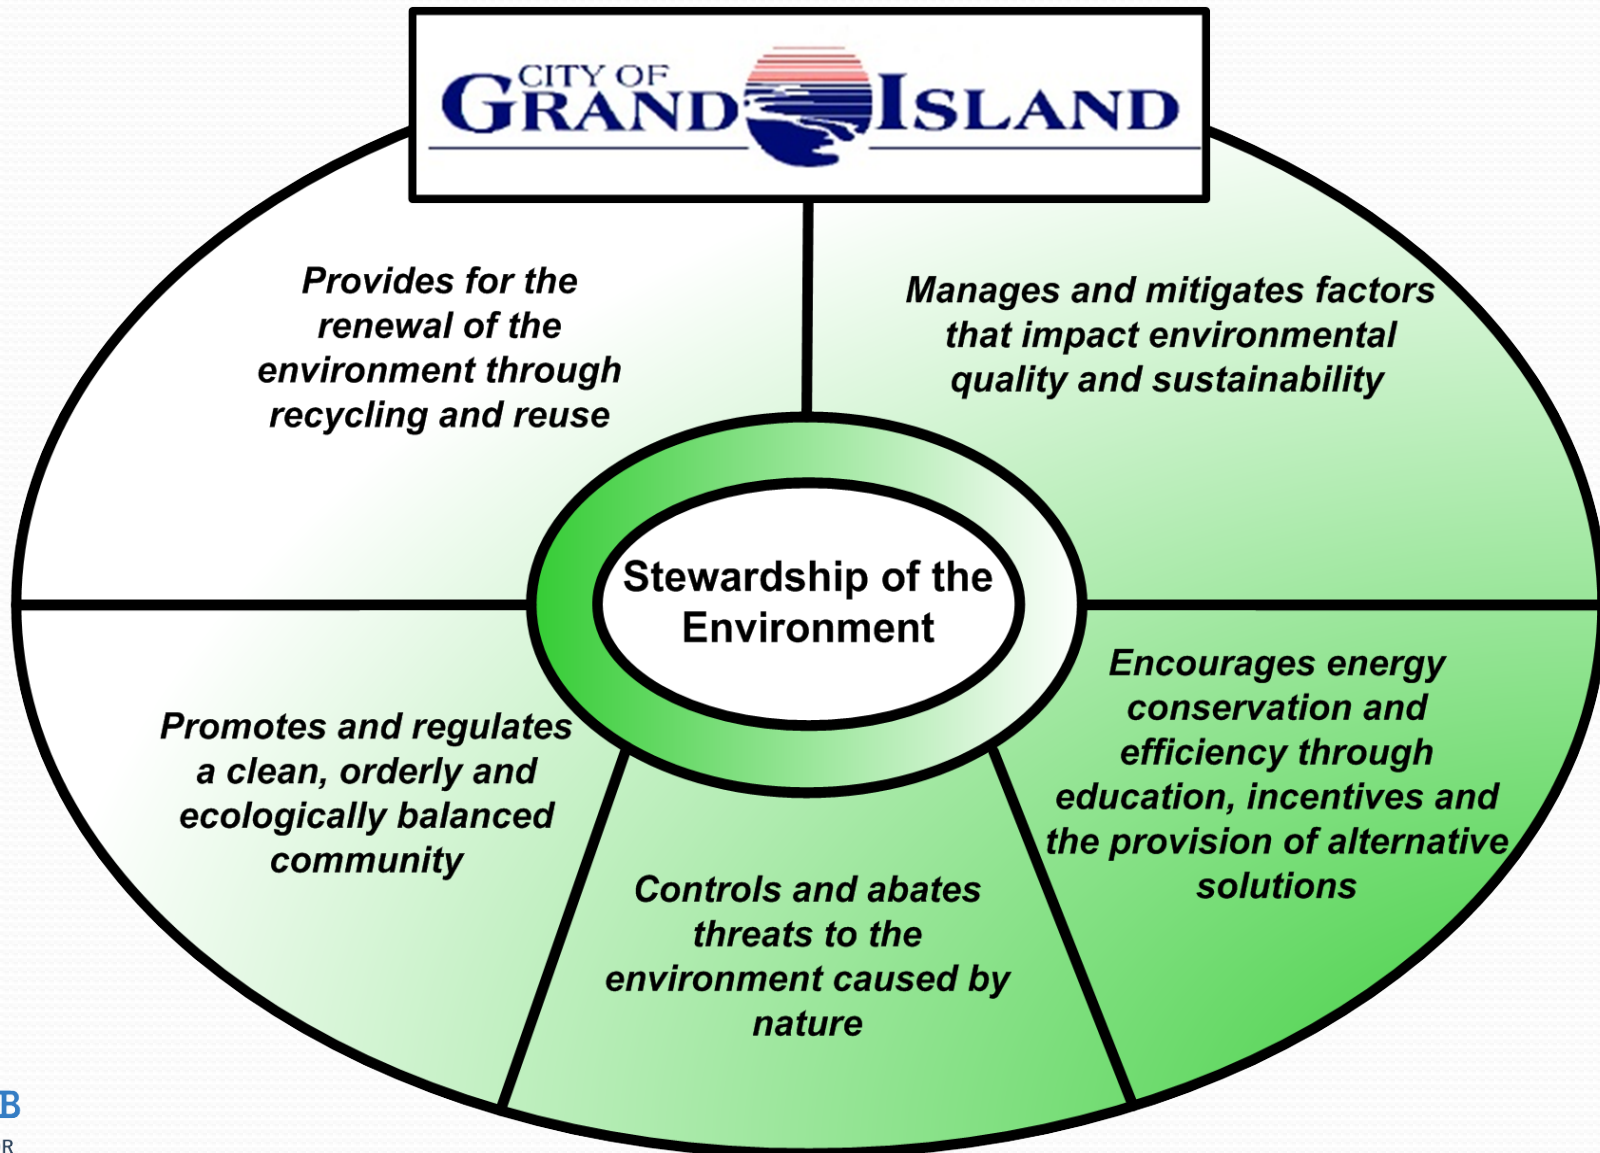 CITY OF
GRAND ISLAND
Provides for the
renewal of the
environment through
recycling and reuse
Manages and mitigates factors
that impact environmental
quality and sustainability
Stewardship of the
Environment
Encourages energy
conservation and
efficiency through
education, incentives and
the provision of alternative
solutions
Promotes and regulates
a clean, orderly and
ecologically balanced
community
Controls and abates
threats to the
environment caused by
nature
B
OR